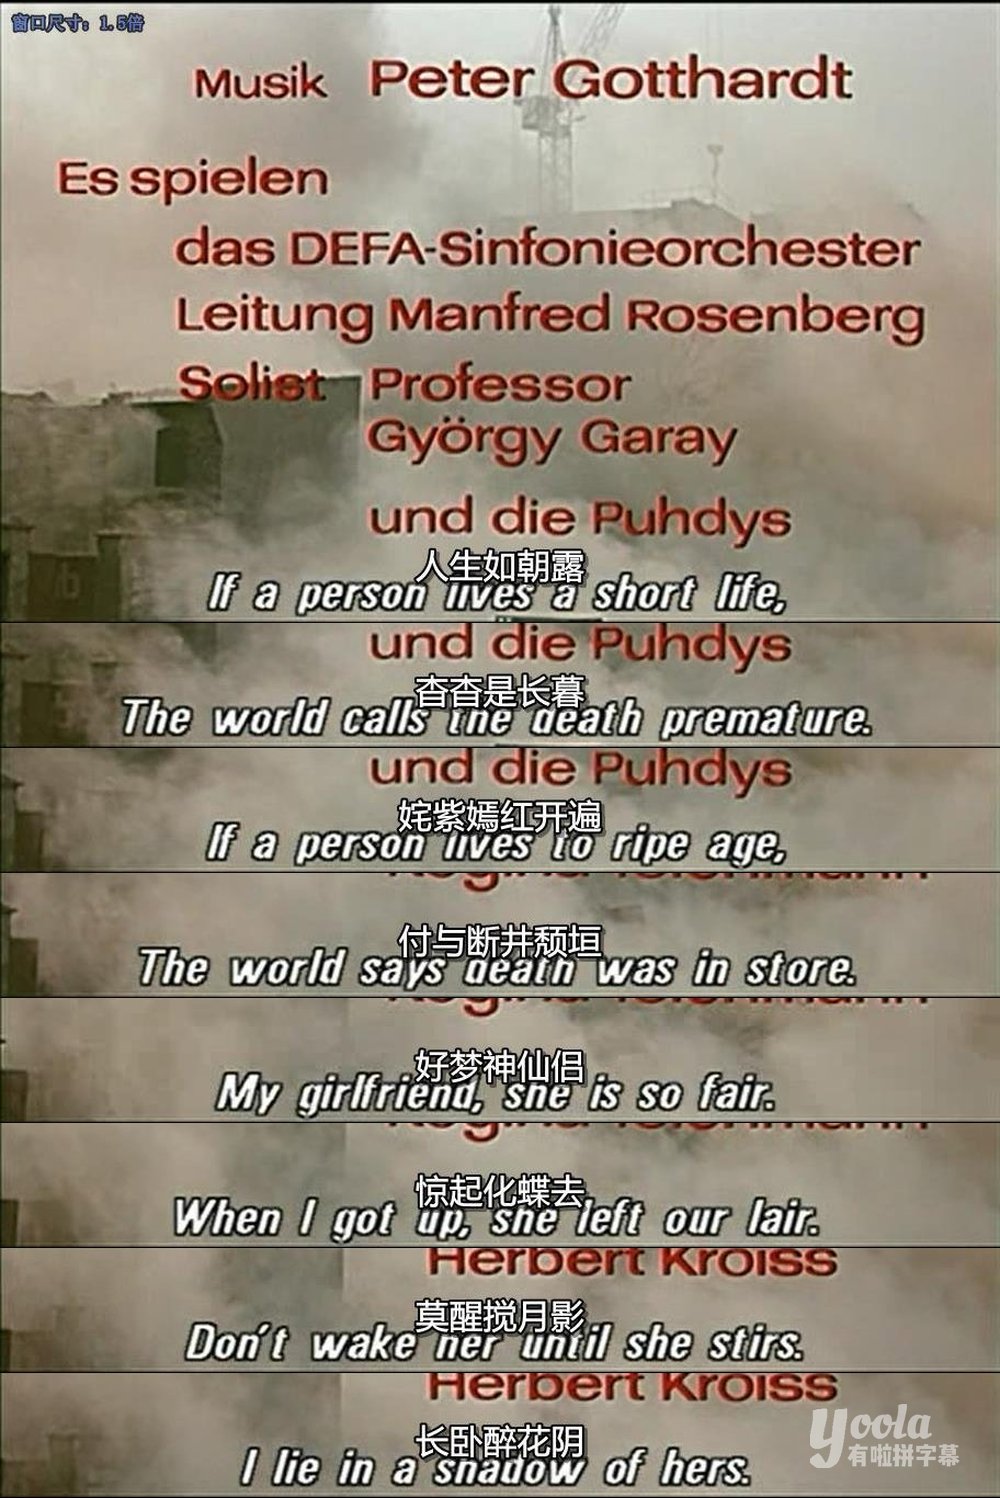 窗口尺寸：1.5倍
Musik Peter Gotthardt
Es spielen
das DEFA-Sinfonieorchester
Leitung Manfred Rosenberg
Solist Professor
György Garay
und die Puhdys
人生如朝露
If a person lives a short life,
und die Puhdys
杳杳是长暮
The world calls the death premature.
und die Puhdys
姹紫嫣红开遍
If a person lives to ripe age,
付与断井颓垣
The world says death was in store.
好梦神仙侣
My girlfriend, she is so fair.
惊起化蝶去
When I got up, she left our lair.
Herbert Kroiss
莫醒搅月影
Don't wake her until she stirs.
Herbert Kroiss
长卧醉花阴
I lie in a shadow of hers.
yoola
有啦拼字幕